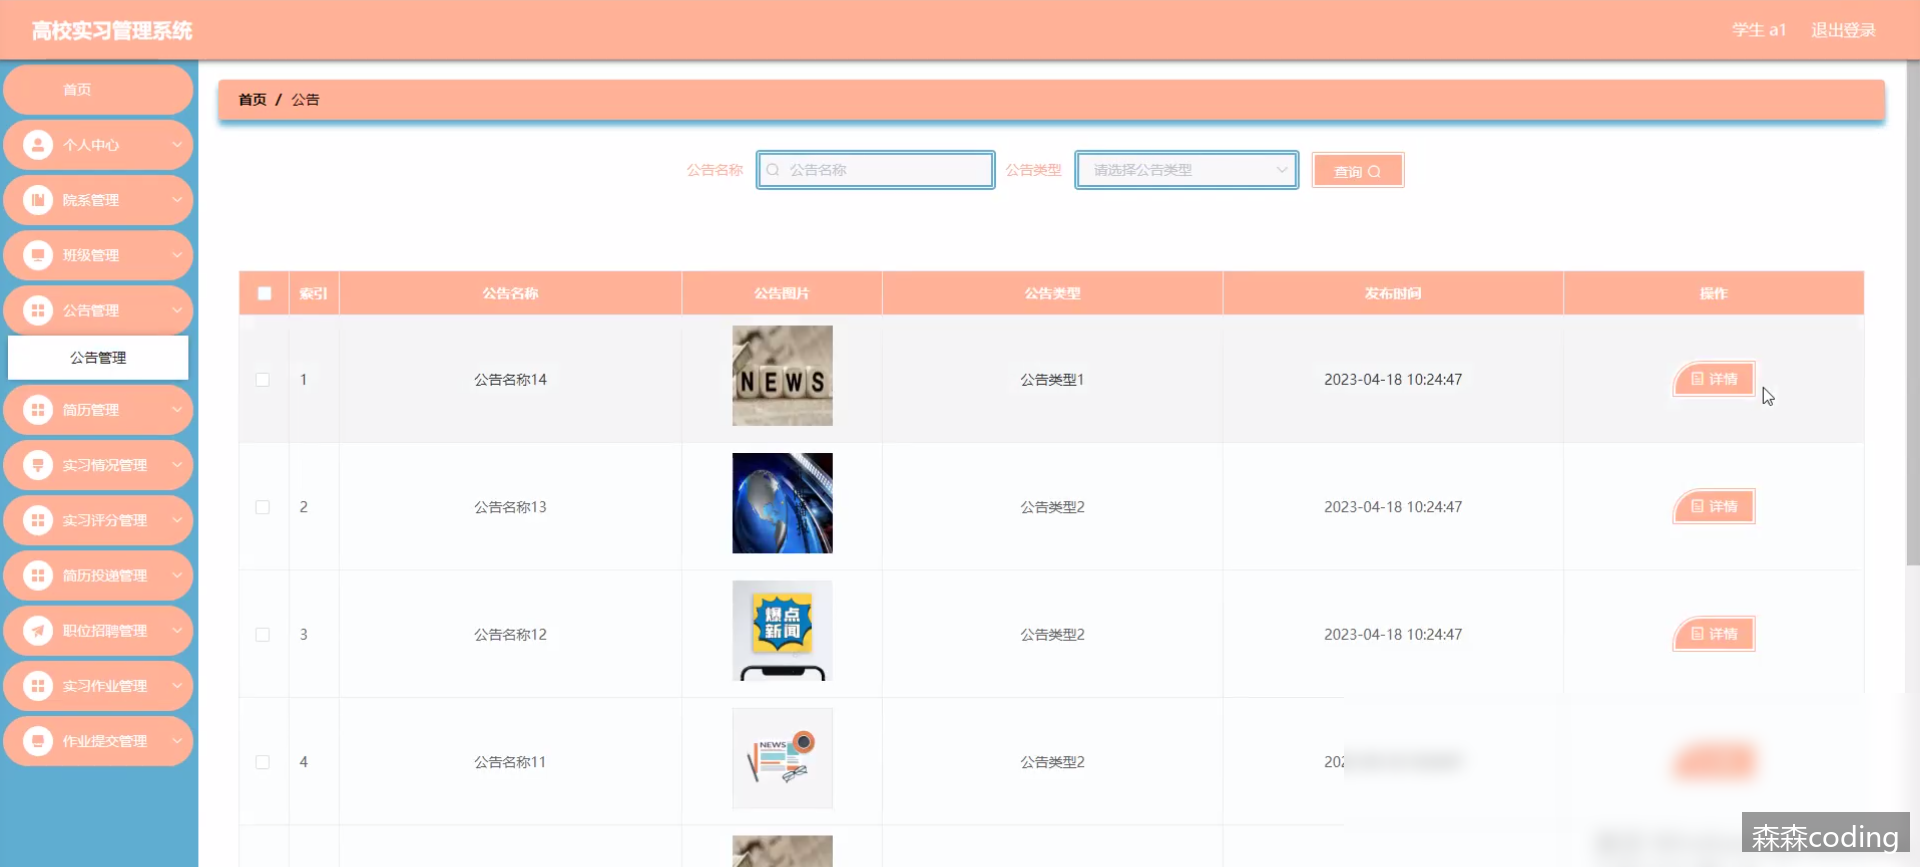 高校实习管理系统
学生 a1 退出登录
首页
个人中心
院系管理
班级管理
公告管理
公告管理
简历管理
实习情况管理
实习评分管理
简历投递管理
职位招聘管理
实习作业管理
作业提交管理
首页 / 公告
公告名称 公告名称 公告类型 请选择公告类型 查询
索引 公告名称 公告图片 公告类型 发布时间 操作
1 公告名称14 NEWS 公告类型1 2023-04-18 10:24:47 详情
2 公告名称13 公告类型2 2023-04-18 10:24:47 详情
3 公告名称12 爆点 公告类型2 2023-04-18 10:24:47 详情
新闻
4 公告名称11 NEWS 公告类型2
森森coding